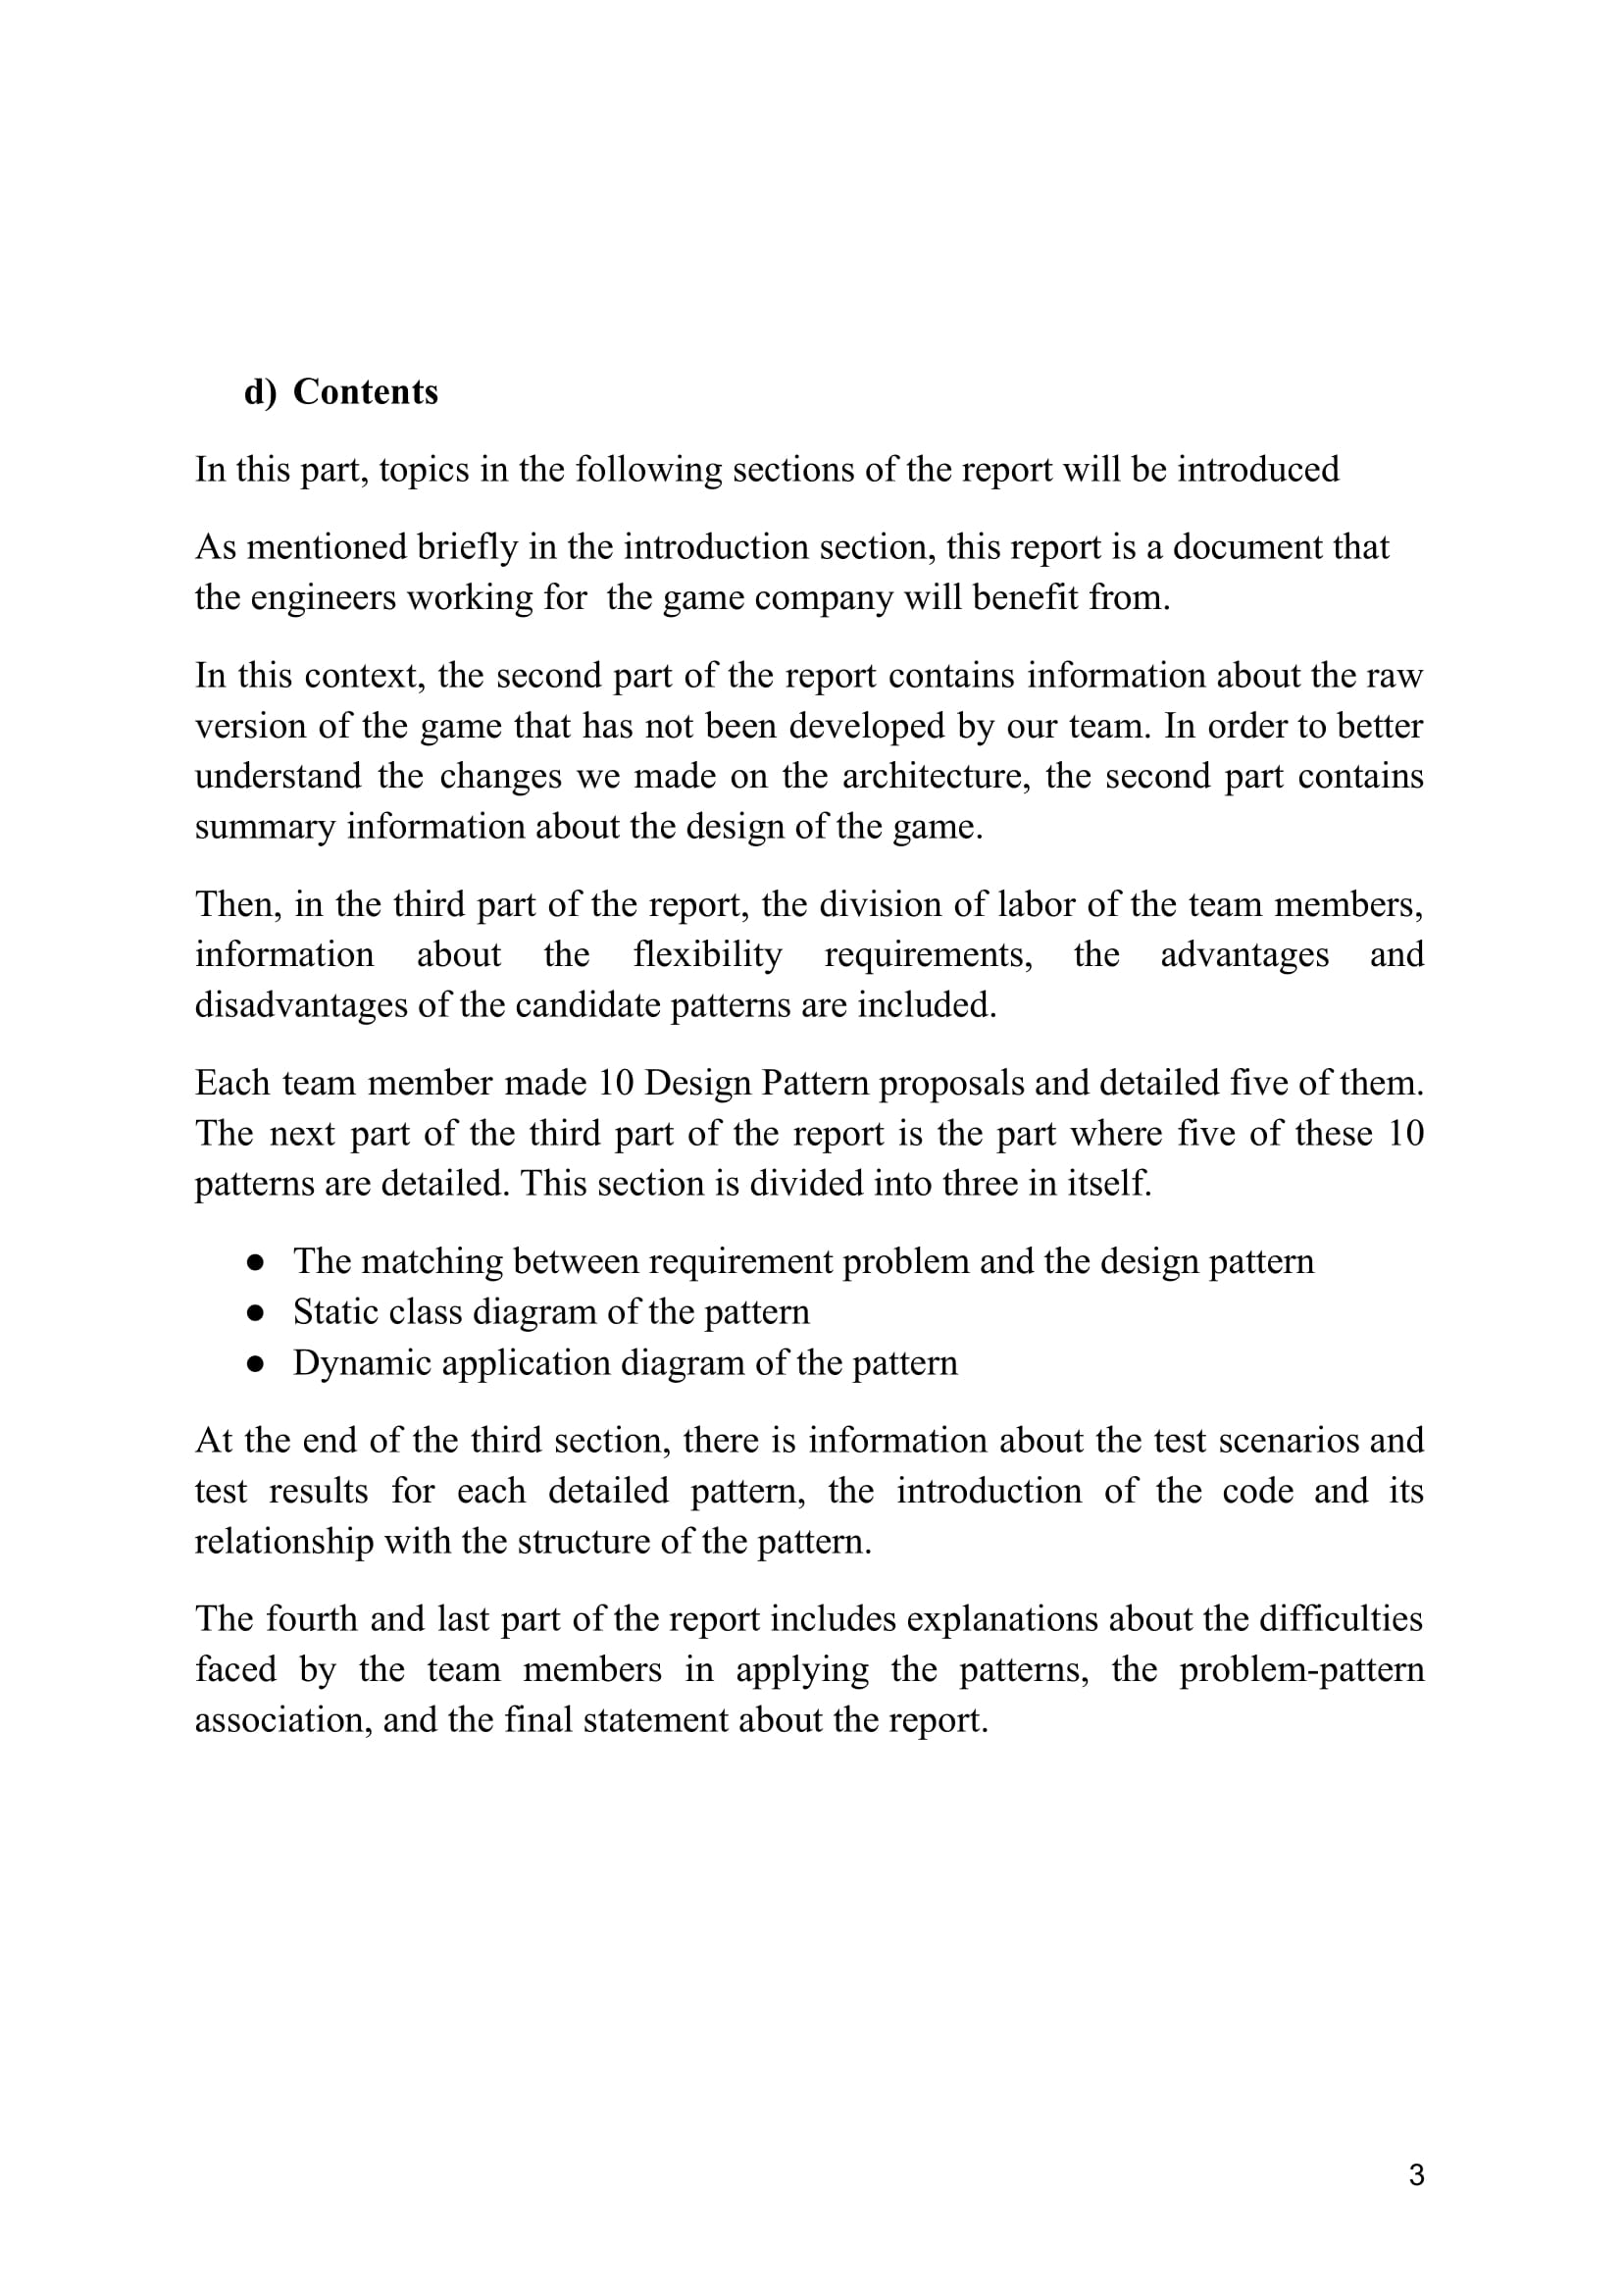 d) Contents
In this part, topics in the following sections of the report will be introduced
As mentioned briefly in the introduction section, this report is a document that
the engineers working for  the game company will benefit from.
In this context, the second part of the report contains information about the raw
version of the game that has not been developed by our team. In order to better
understand the changes we made on the architecture, the second part contains
summary information about the design of the game.
Then, in the third part of the report, the division of labor of the team members,
information about the flexibility requirements, the advantages and
disadvantages of the candidate patterns are included.
Each team member made 10 Design Pattern proposals and detailed five of them.
The next part of the third part of the report is the part where five of these 10
patterns are detailed. This section is divided into three in itself.
● The matching between requirement problem and the design pattern
● Static class diagram of the pattern
● Dynamic application diagram of the pattern
At the end of the third section, there is information about the test scenarios and
test results for each detailed pattern, the introduction of the code and its
relationship with the structure of the pattern.
The fourth and last part of the report includes explanations about the difficulties
faced by the team members in applying the patterns, the problem-pattern
association, and the final statement about the report.
3